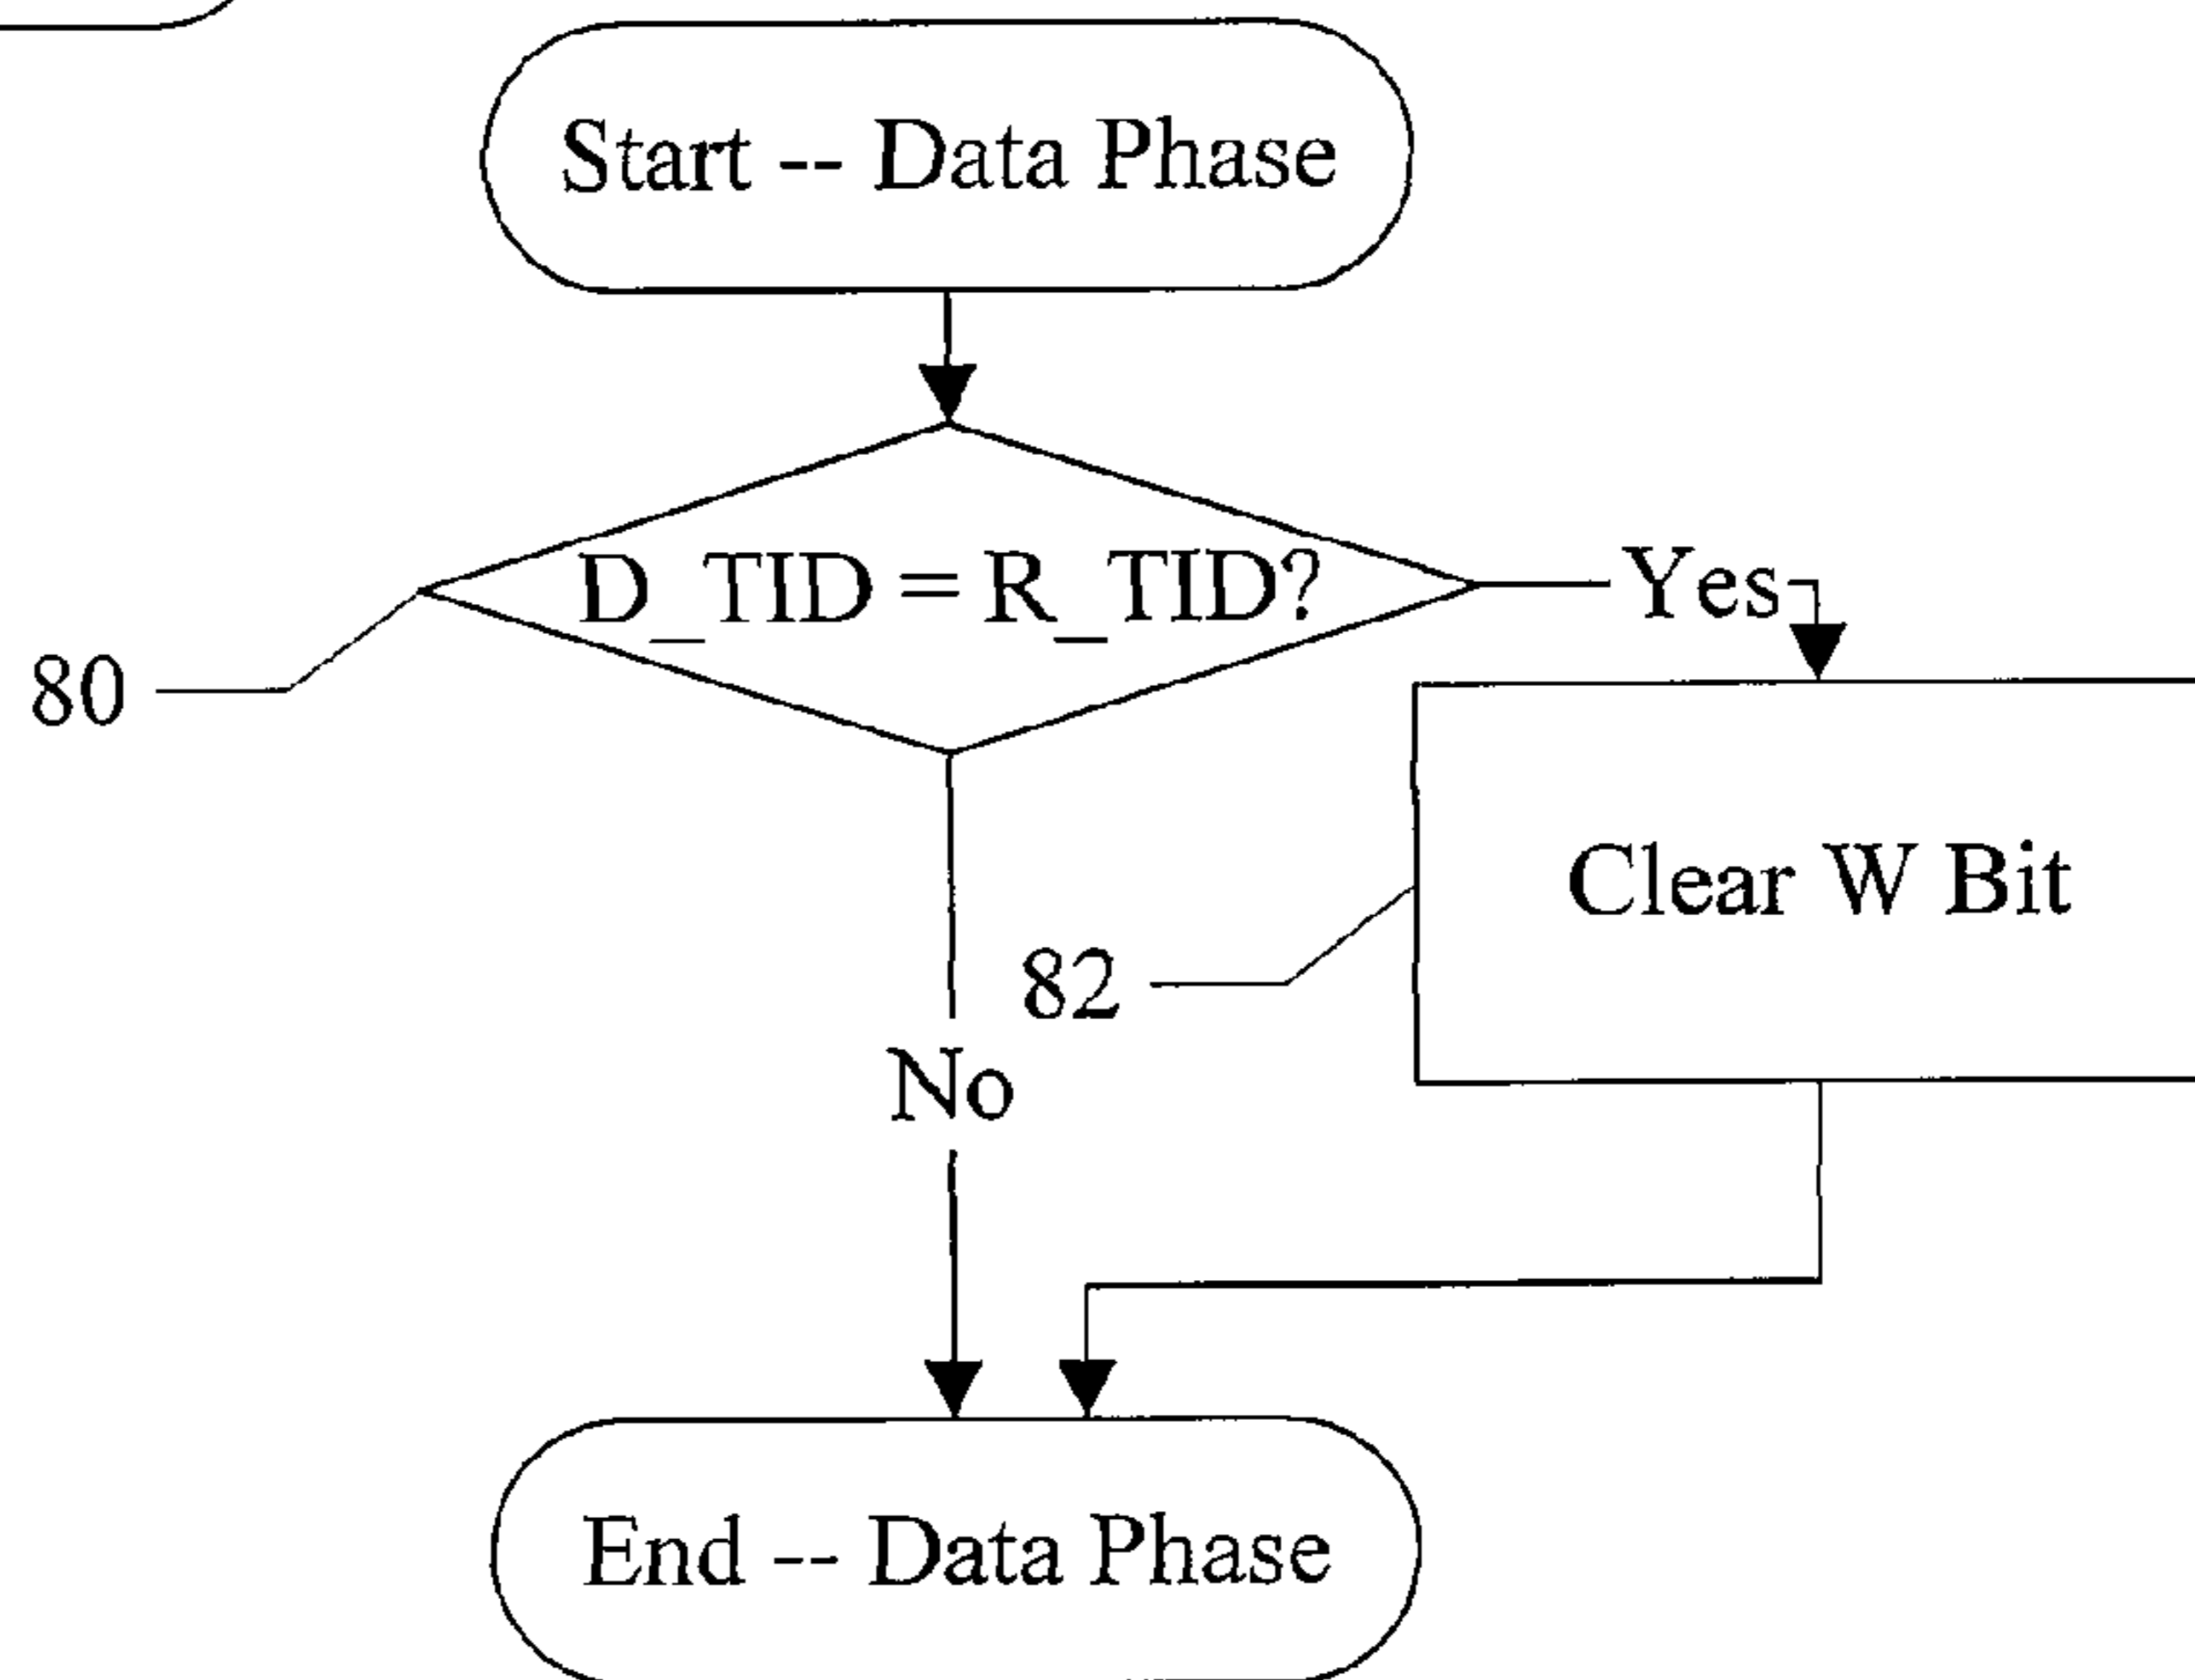 Start -- Data Phase
D_TID = R_TID?
Yes
80
Clear W Bit
82
No
End -- Data Phase